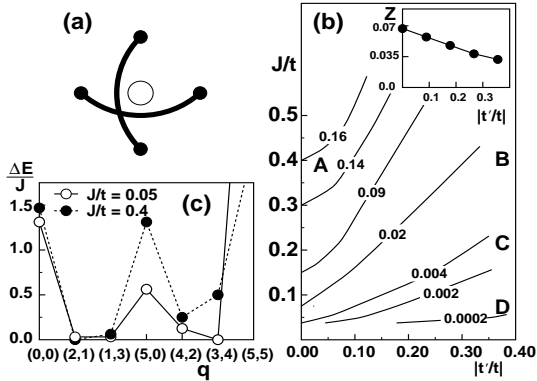 (a)
(b)
J/t
0.5
0.4
0.3
0.2
0.1
0.00
0.10
0.20
0.30
0.40
|t'/t|
A
B
C
D
0.16
0.14
0.09
0.02
0.004
0.002
0.0002
Z
0.07
0.035
0.0
0.1
0.2
0.3
|t'/t|
(c)
ΔE
J
J/t = 0.05
J/t = 0.4
1.5
1.0
0.5
0.0
(0,0) (2,1) (1,3) (5,0) (4,2) (3,4) (5,5)
q